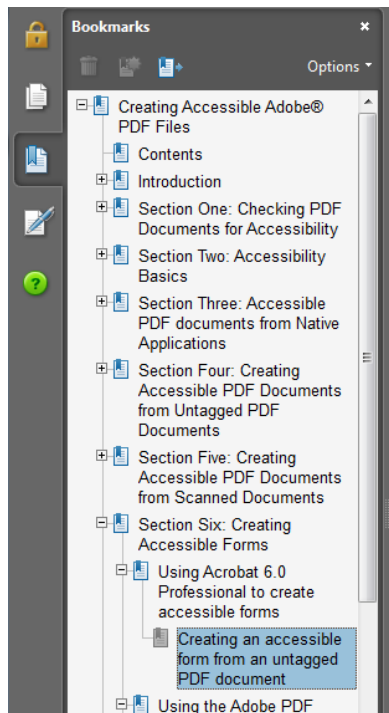 Bookmarks
Options
Creating Accessible Adobe®
PDF Files
Contents
Introduction
Section One: Checking PDF
Documents for Accessibility
Section Two: Accessibility
Basics
Section Three: Accessible
PDF documents from Native
Applications
Section Four: Creating
Accessible PDF Documents
from Untagged PDF
Documents
Section Five: Creating
Accessible PDF Documents
from Scanned Documents
Section Six: Creating
Accessible Forms
Using Acrobat 6.0
Professional to create
accessible forms
Creating an accessible
form from an untagged
PDF document
Using the Adobe PDF